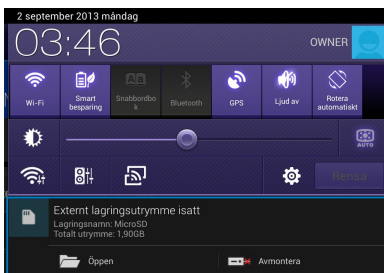 2 september 2013 måndag
03:46
OWNER
Wi-Fi
Smart
besparing
Snabbordbo
k
Bluetooth
GPS
Ljud av
Rotera
automatiskt
AUTO
Rensa
Externt lagringsutrymme isatt
Lagringsnamn: MicroSD
Totalt utrymme: 1,90GB
Öppen
Avmontera